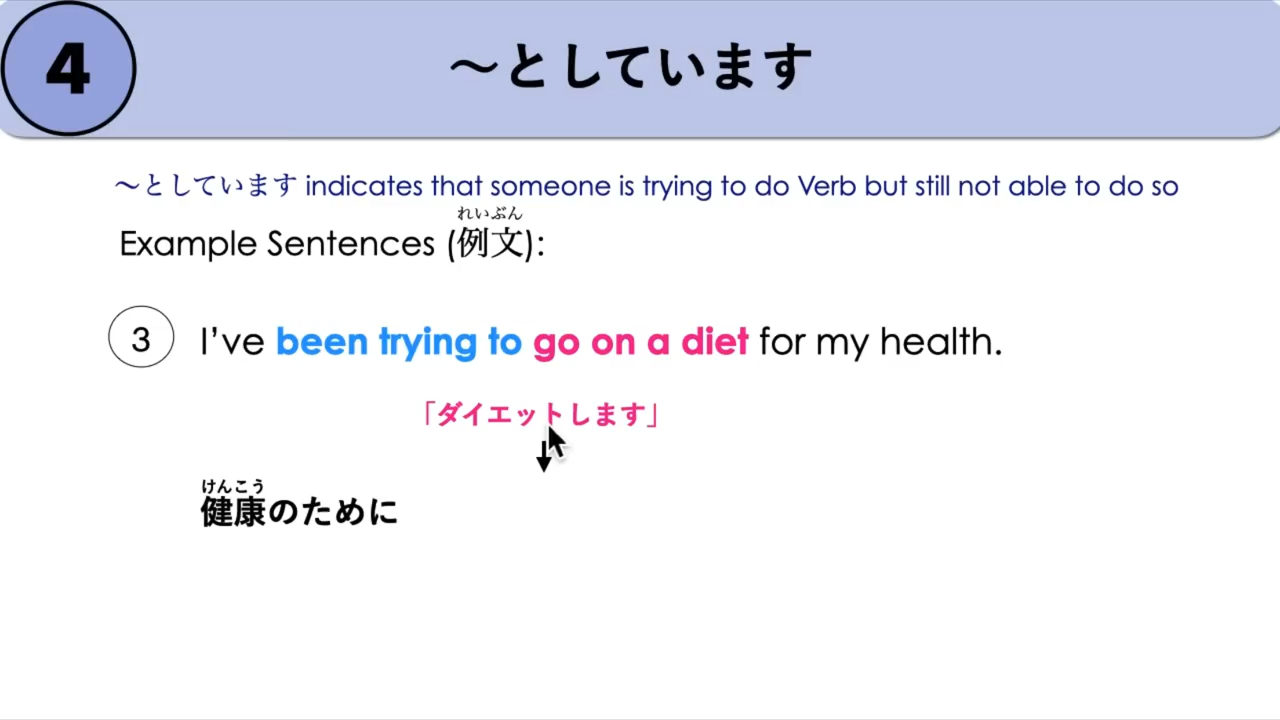 4
～としています
～としています indicates that someone is trying to do Verb but still not able to do so
れいぶん
Example Sentences (例文):
3 I’ve been trying to go on a diet for my health.
「ダイエットします」
けんこう
健康のために